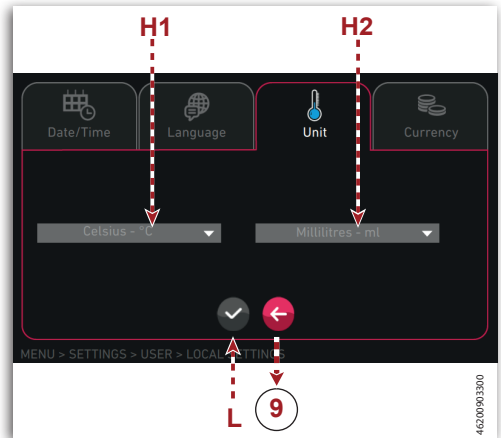 H1 H2
Date/Time Language Unit Currency
Celsius - °C Millilitres - ml
MENU > SETTINGS > USER > LOCAL SETTINGS
L 9
46200903300